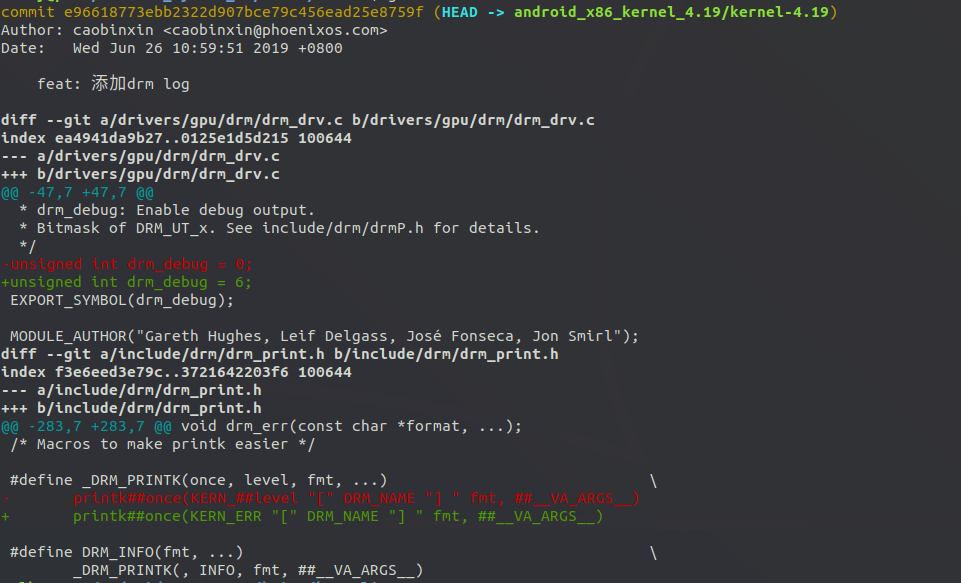 commit e96618773ebb2322d907bce79c456ead25e8759f (HEAD -> android_x86_kernel_4.19/kernel-4.19)
Author: caobinxin <caobinxin@phoenixos.com>
Date:   Wed Jun 26 10:59:51 2019 +0800
    feat: 添加drm log
diff --git a/drivers/gpu/drm/drm_drv.c b/drivers/gpu/drm/drm_drv.c
index ea4941da9b27..0125e1d5d215 100644
--- a/drivers/gpu/drm/drm_drv.c
+++ b/drivers/gpu/drm/drm_drv.c
@@ -47,7 +47,7 @@
  * drm_debug: Enable debug output.
  * Bitmask of DRM_UT_x. See include/drm/drmP.h for details.
  */
-unsigned int drm_debug = 0;
+unsigned int drm_debug = 6;
 EXPORT_SYMBOL(drm_debug);
 MODULE_AUTHOR("Gareth Hughes, Leif Delgass, José Fonseca, Jon Smirl");
diff --git a/include/drm/drm_print.h b/include/drm/drm_print.h
index f3e6eed3e79c..3721642203f6 100644
--- a/include/drm/drm_print.h
+++ b/include/drm/drm_print.h
@@ -283,7 +283,7 @@ void drm_err(const char *format, ...);
 /* Macros to make printk easier */
 #define _DRM_PRINTK(once, level, fmt, ...)                             \
-       printk##once(KERN_##level "[" DRM_NAME "] " fmt, ##__VA_ARGS__)
+       printk##once(KERN_ERR "[" DRM_NAME "] " fmt, ##__VA_ARGS__)
 #define DRM_INFO(fmt, ...)                                             \
        _DRM_PRINTK(, INFO, fmt, ##__VA_ARGS__)